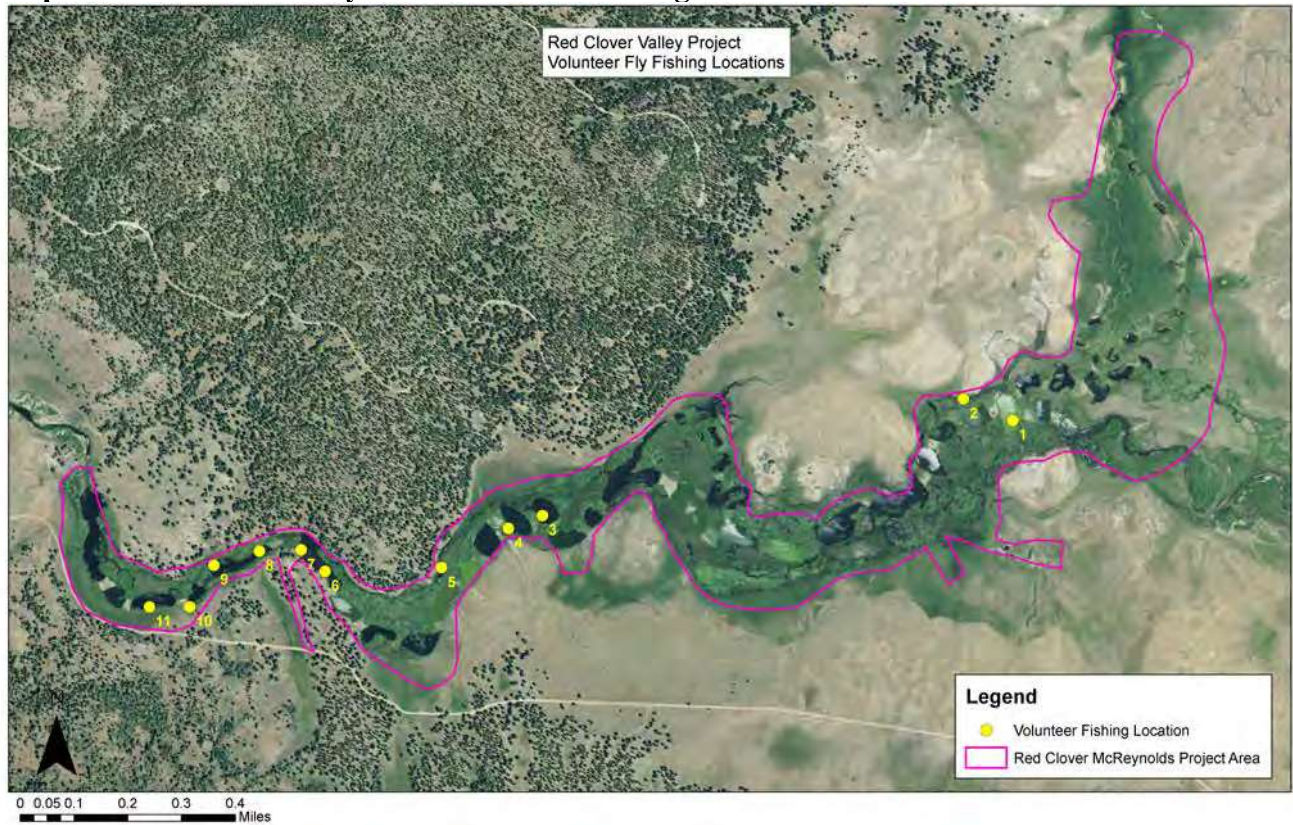 Red Clover Valley Project
Volunteer Fly Fishing Locations
2
1
3
4
5
7
8
9
6
11
10
Legend
Volunteer Fishing Location
Red Clover McReynolds Project Area
N
0 0.05 0.1 0.2 0.3 0.4
Miles